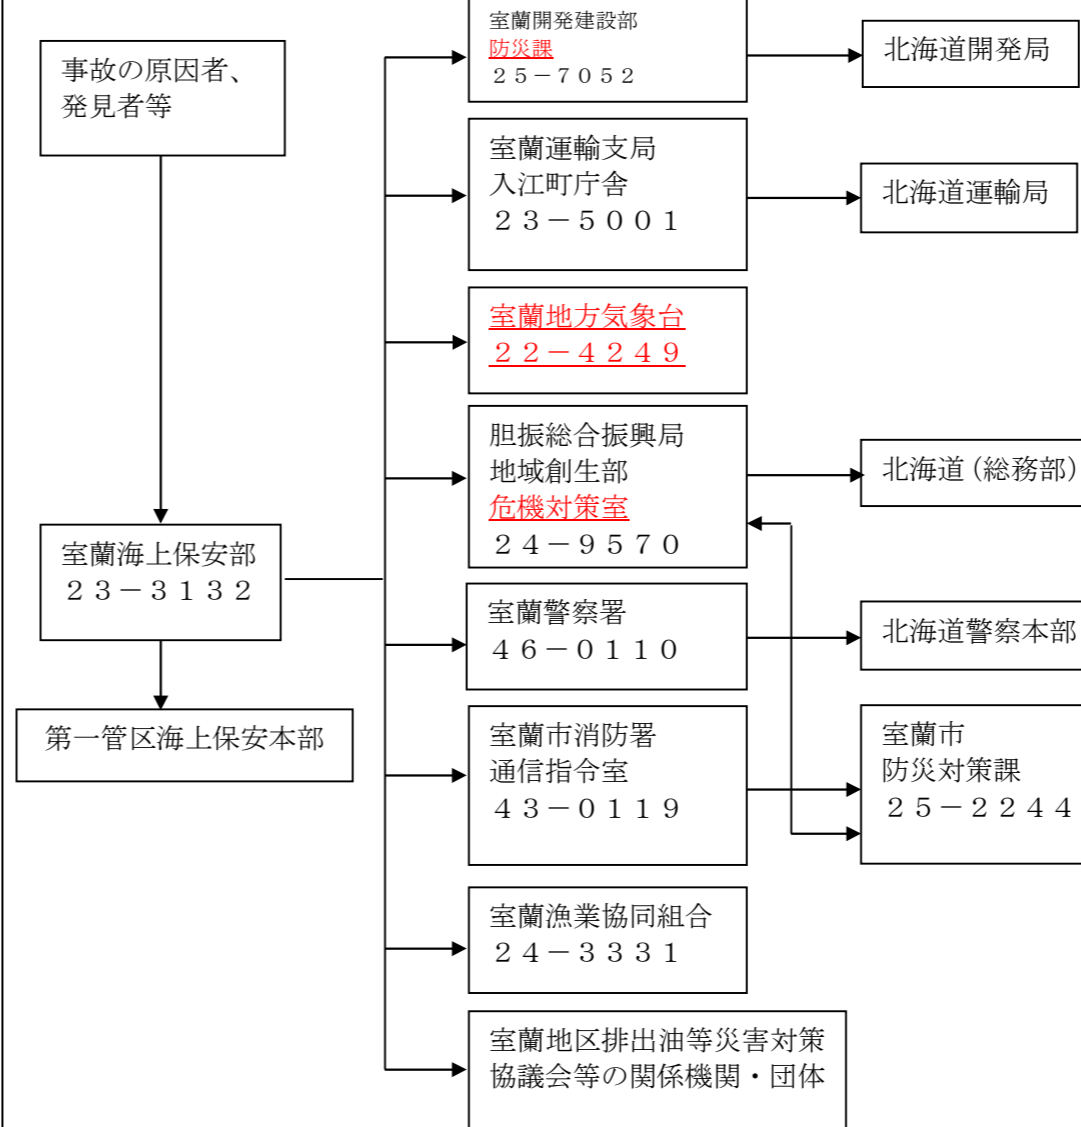 事故の原因者、
発見者等
室蘭海上保安部
２３－３１３２
第一管区海上保安本部
室蘭開発建設部
防災課
２５－７０５２
北海道開発局
室蘭運輸支局
入江町庁舎
２３－５００１
北海道運輸局
室蘭地方気象台
２２－４２４９
胆振総合振興局
地域創生部
危機対策室
２４－９５７０
北海道（総務部）
室蘭警察署
４６－０１１０
北海道警察本部
室蘭市消防署
通信指令室
４３－０１１９
室蘭市
防災対策課
２５－２２４４
室蘭漁業協同組合
２４－３３３１
室蘭地区排出油等災害対策
協議会等の関係機関・団体